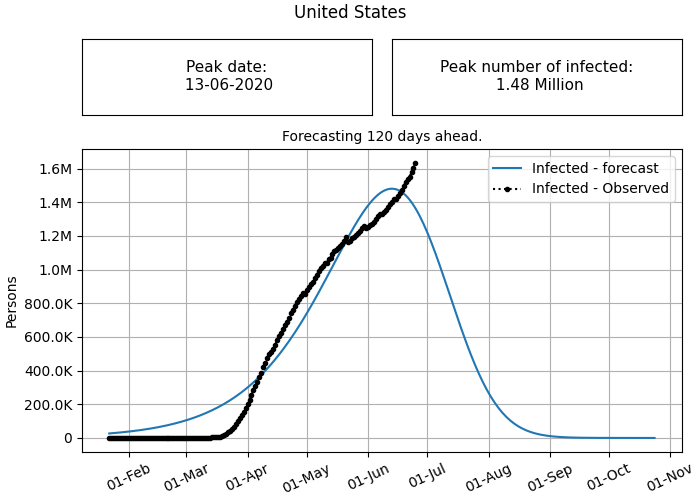 United States
Peak date:
13-06-2020
Peak number of infected:
1.48 Million
Forecasting 120 days ahead.
Infected - forecast
Infected - Observed
Persons
1.6M
1.4M
1.2M
1.0M
800.0K
600.0K
400.0K
200.0K
0
01-Feb
01-Mar
01-Apr
01-May
01-Jun
01-Jul
01-Aug
01-Sep
01-Oct
01-Nov